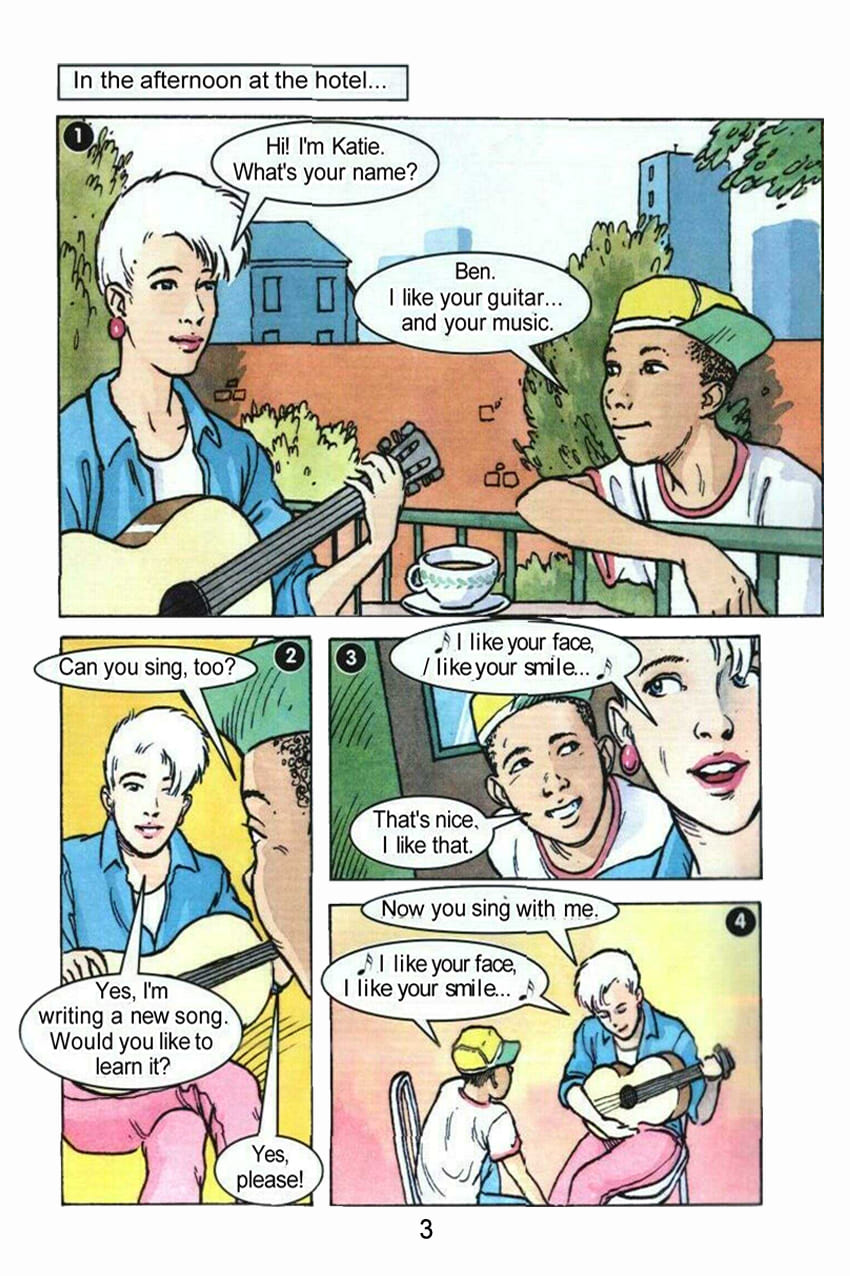 In the afternoon at the hotel...
1
Hi! I'm Katie.
What's your name?
Ben.
I like your guitar...
and your music.
2
Can you sing, too?
Yes, I'm
writing a new song.
Would you like to
learn it?
Yes,
please!
3
♪ I like your face,
I like your smile... ♪
That's nice.
I like that.
4
Now you sing with me.
♪ I like your face,
I like your smile... ♪
3